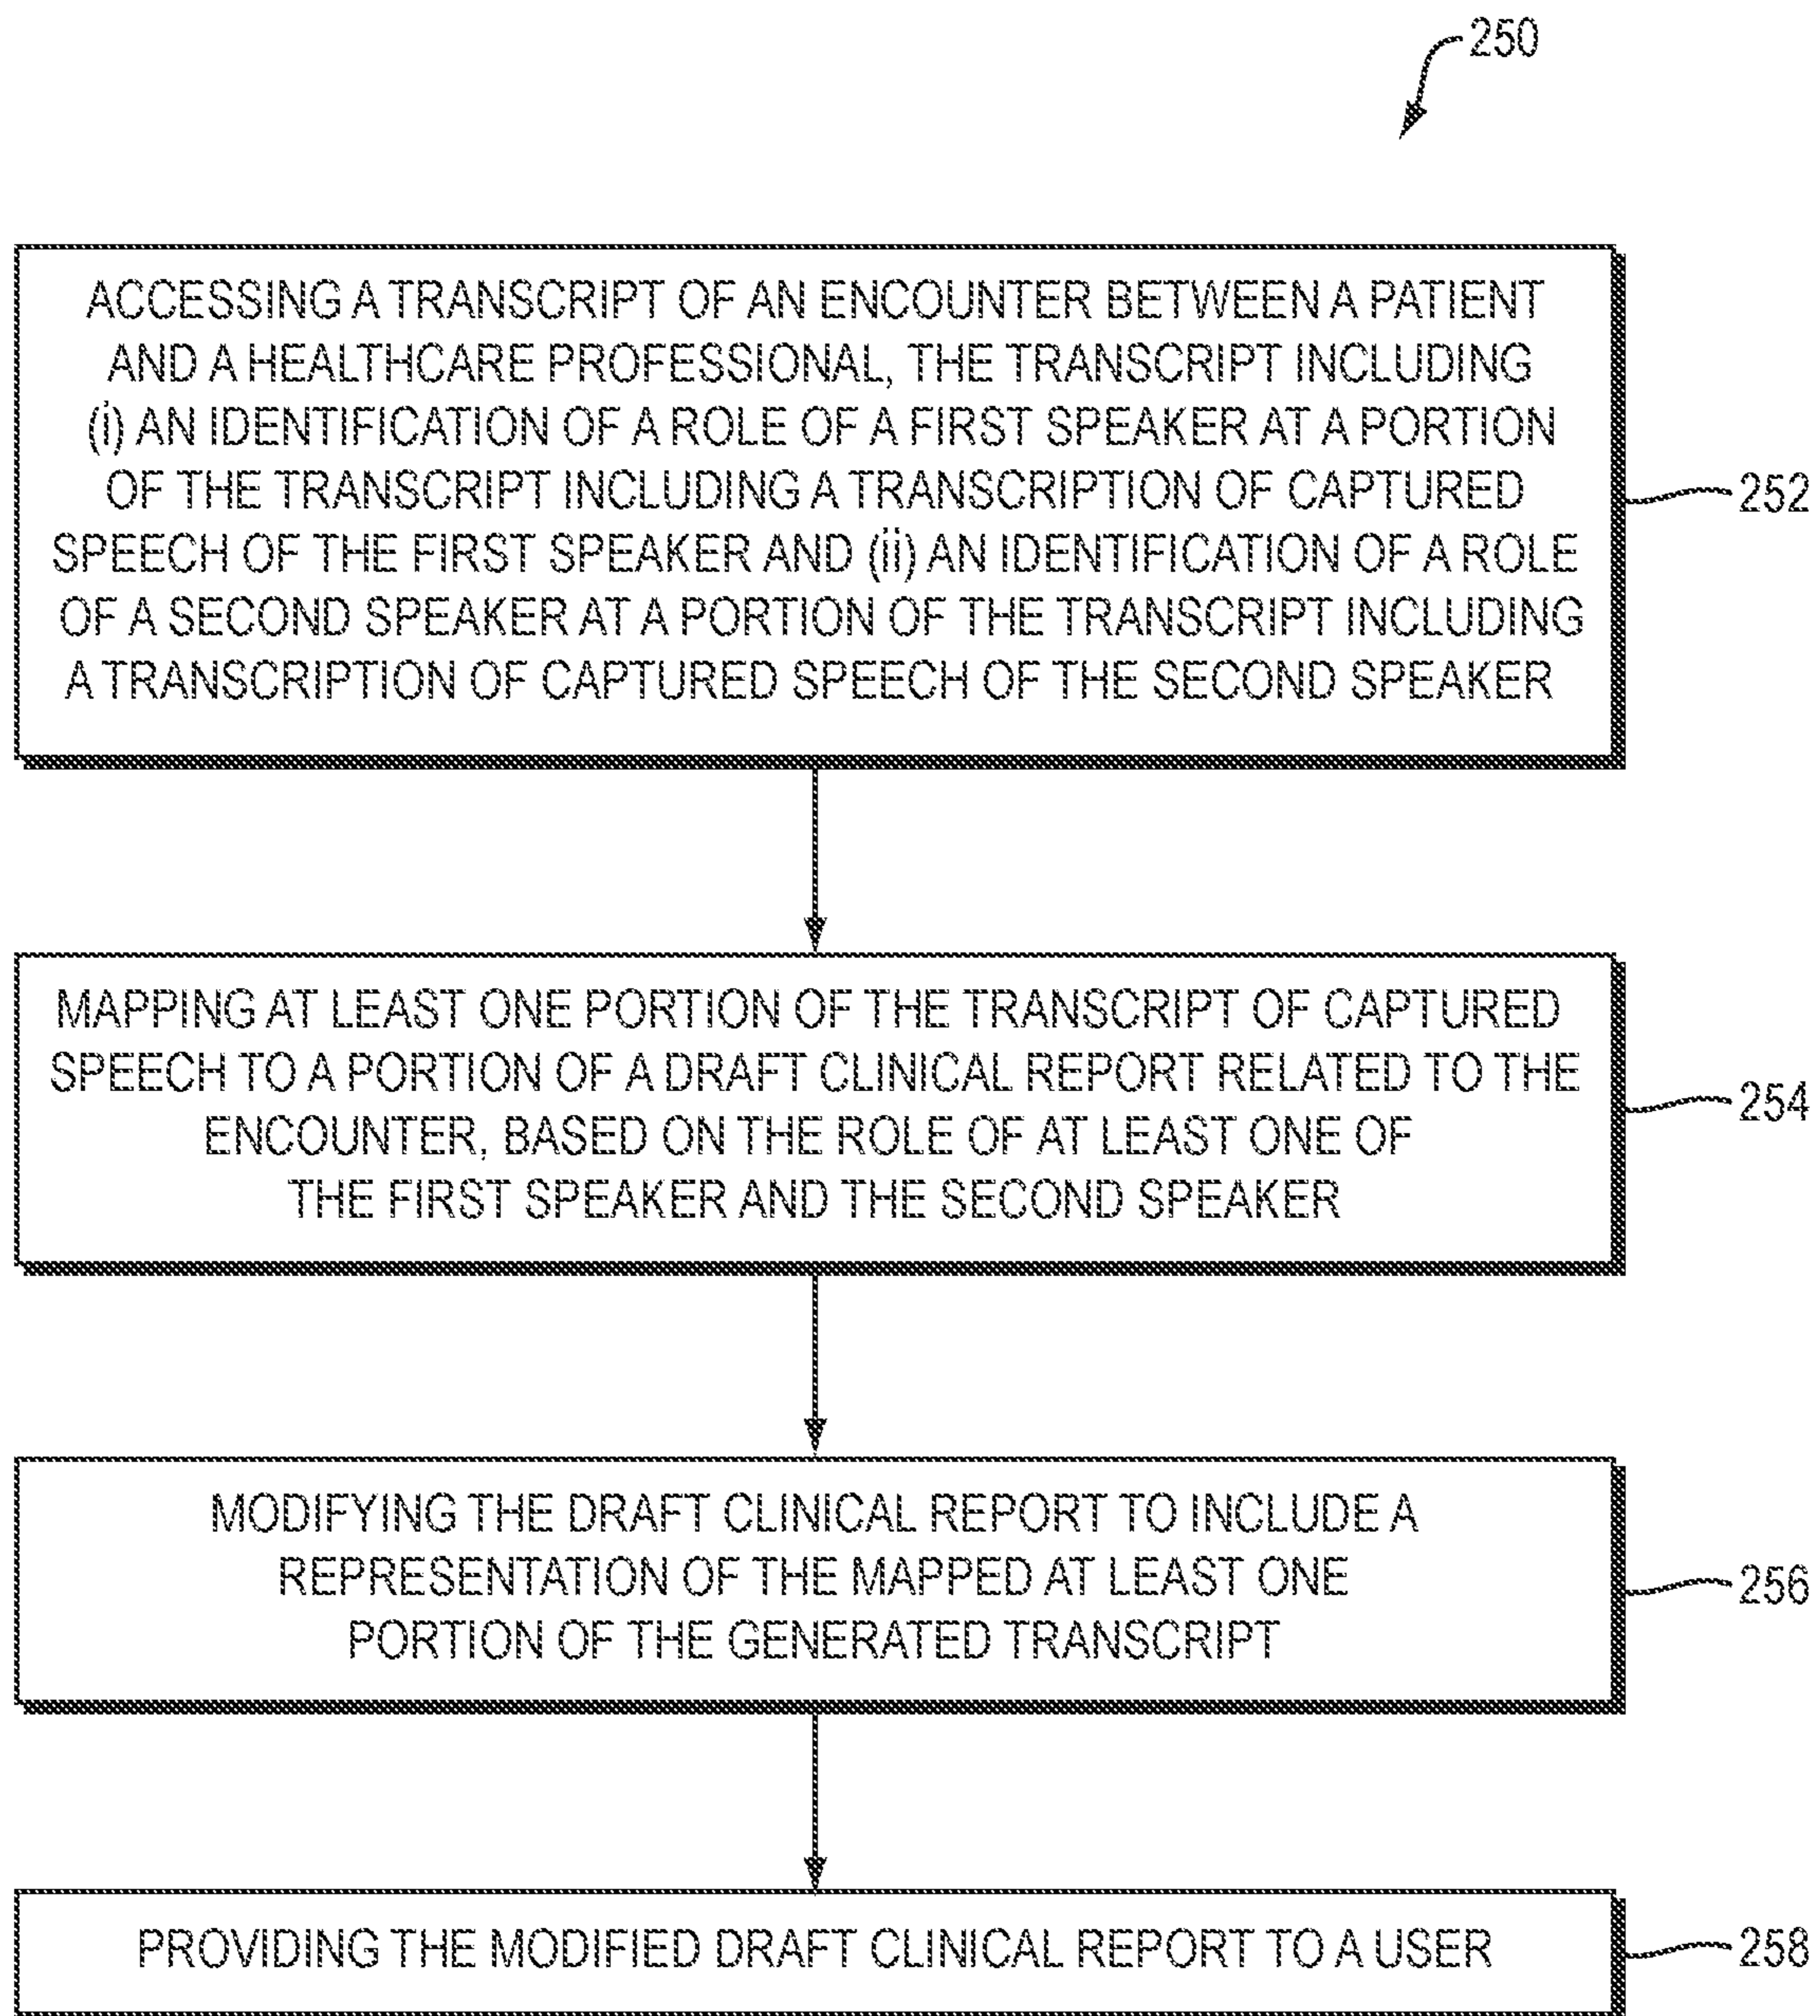 250
ACCESSING A TRANSCRIPT OF AN ENCOUNTER BETWEEN A PATIENT
AND A HEALTHCARE PROFESSIONAL, THE TRANSCRIPT INCLUDING
(i) AN IDENTIFICATION OF A ROLE OF A FIRST SPEAKER AT A PORTION
OF THE TRANSCRIPT INCLUDING A TRANSCRIPTION OF CAPTURED
SPEECH OF THE FIRST SPEAKER AND (ii) AN IDENTIFICATION OF A ROLE
OF A SECOND SPEAKER AT A PORTION OF THE TRANSCRIPT INCLUDING
A TRANSCRIPTION OF CAPTURED SPEECH OF THE SECOND SPEAKER
252
MAPPING AT LEAST ONE PORTION OF THE TRANSCRIPT OF CAPTURED
SPEECH TO A PORTION OF A DRAFT CLINICAL REPORT RELATED TO THE
ENCOUNTER, BASED ON THE ROLE OF AT LEAST ONE OF
THE FIRST SPEAKER AND THE SECOND SPEAKER
254
MODIFYING THE DRAFT CLINICAL REPORT TO INCLUDE A
REPRESENTATION OF THE MAPPED AT LEAST ONE
PORTION OF THE GENERATED TRANSCRIPT
256
PROVIDING THE MODIFIED DRAFT CLINICAL REPORT TO A USER
258